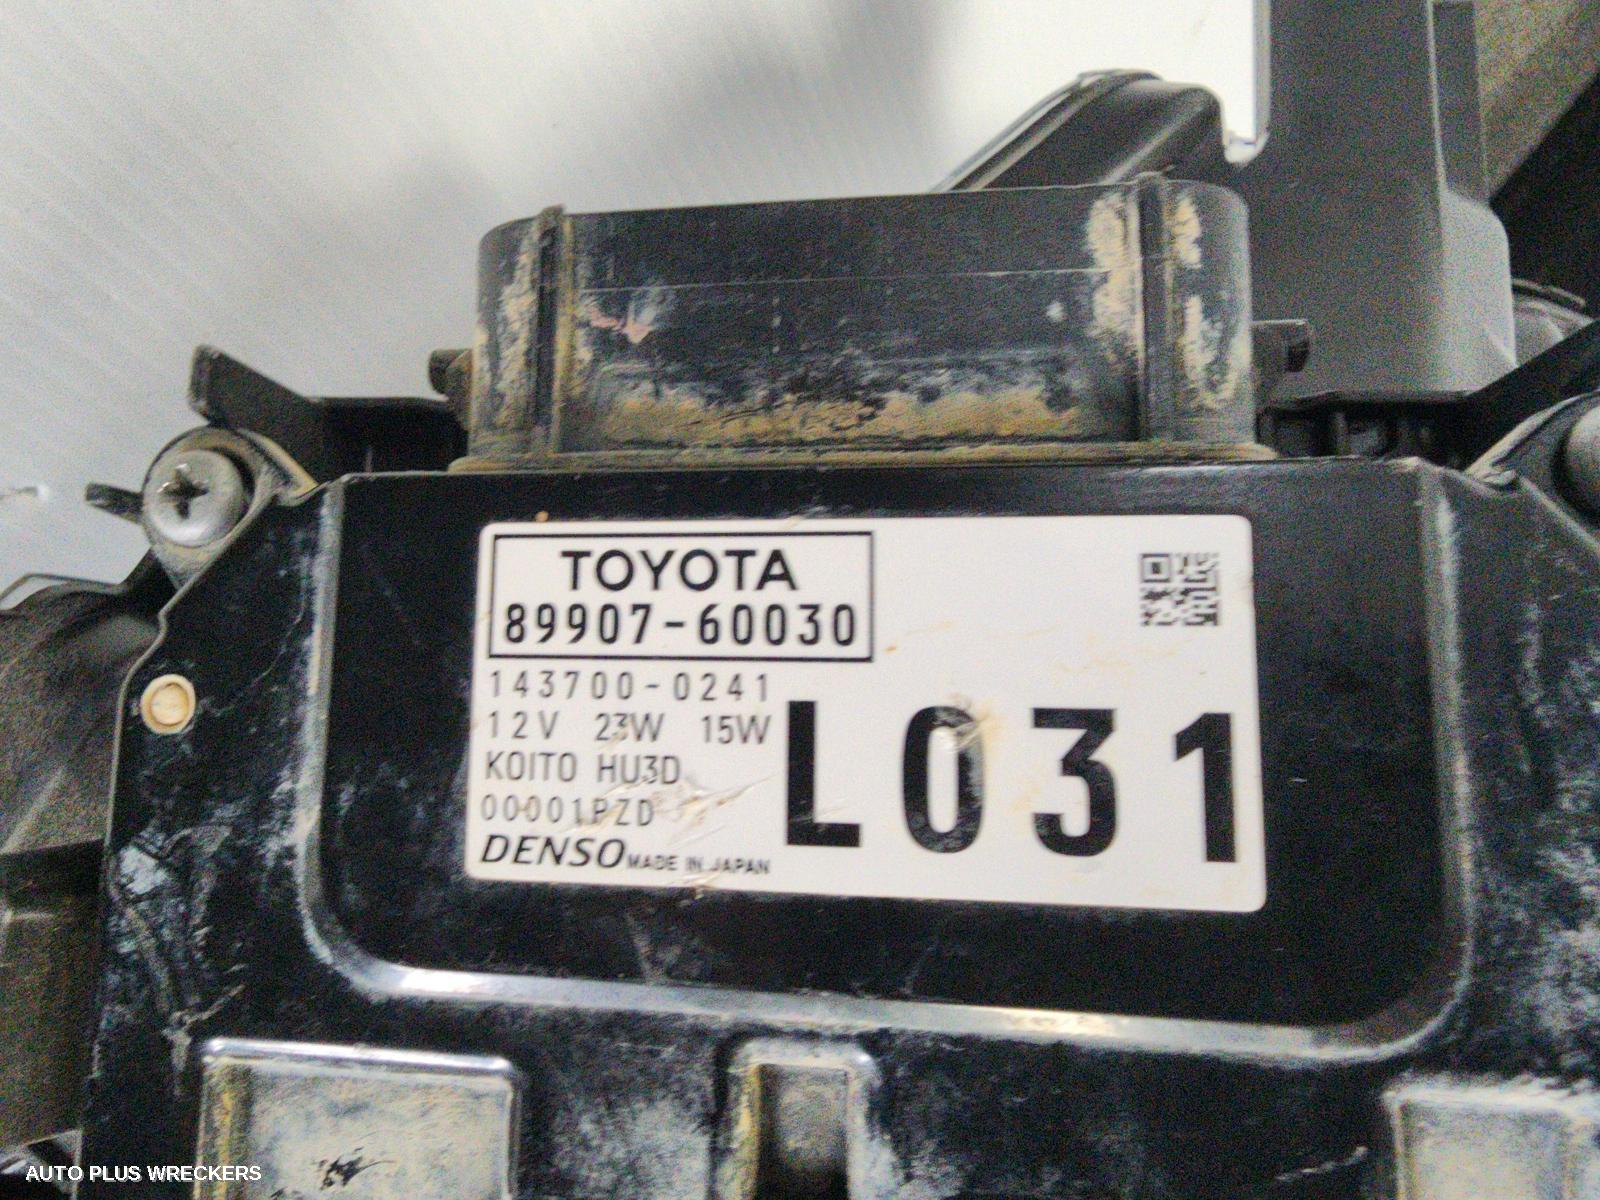 TOYOTA
89907-60030
143700-0241
12V 23W 15W
KOITO HU3D
00001PZD
DENSO MADE IN JAPAN
L031
AUTO PLUS WRECKERS